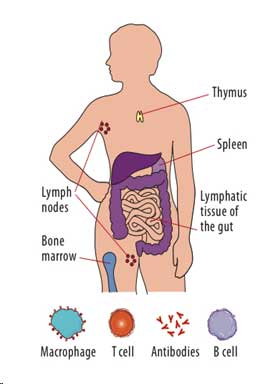 Thymus
Spleen
Lymph
nodes
Lymphatic
tissue of
the gut
Bone
marrow
Macrophage
T cell
Antibodies
B cell